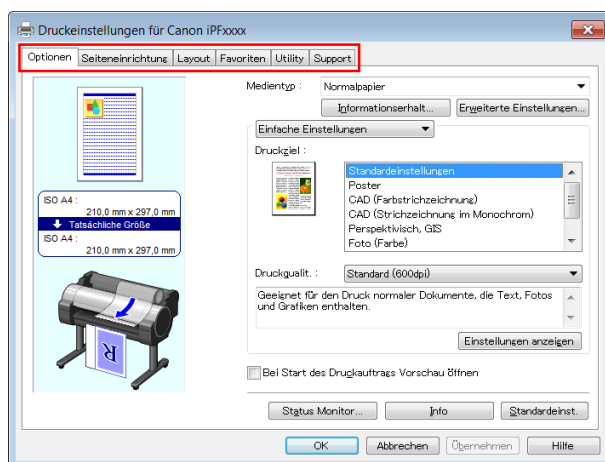 Druckeinstellungen für Canon iPFxxxx
Optionen Seiteneinrichtung Layout Favoriten Utility Support
Medientyp : Normalpapier
Informationserhalt... Erweiterte Einstellungen...
Einfache Einstellungen
Druckziel :
Standardeinstellungen
Poster
CAD (Farbstrichzeichnung)
CAD (Strichzeichnung im Monochrom)
Perspektivisch, GIS
Foto (Farbe)
ISO A4 :
210,0 mm x 297,0 mm
Tatsächliche Größe
ISO A4 :
210,0 mm x 297,0 mm
R
Druckqualit. : Standard (600dpi)
Geeignet für den Druck normaler Dokumente, die Text, Fotos
und Grafiken enthalten.
Einstellungen anzeigen
Bei Start des Druckauftrags Vorschau öffnen
Status Monitor... Info Standardeinst.
OK Abbrechen Übernehmen Hilfe